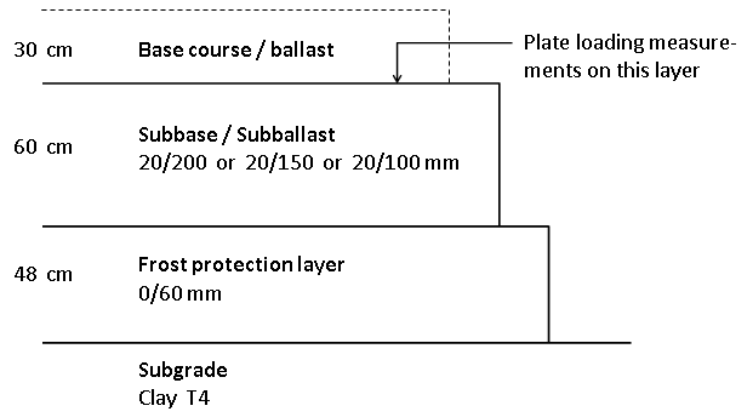 30 cm
Base course / ballast
Plate loading measure-
ments on this layer
60 cm
Subbase / Subballast
20/200 or 20/150 or 20/100 mm
48 cm
Frost protection layer
0/60 mm
Subgrade
Clay T4